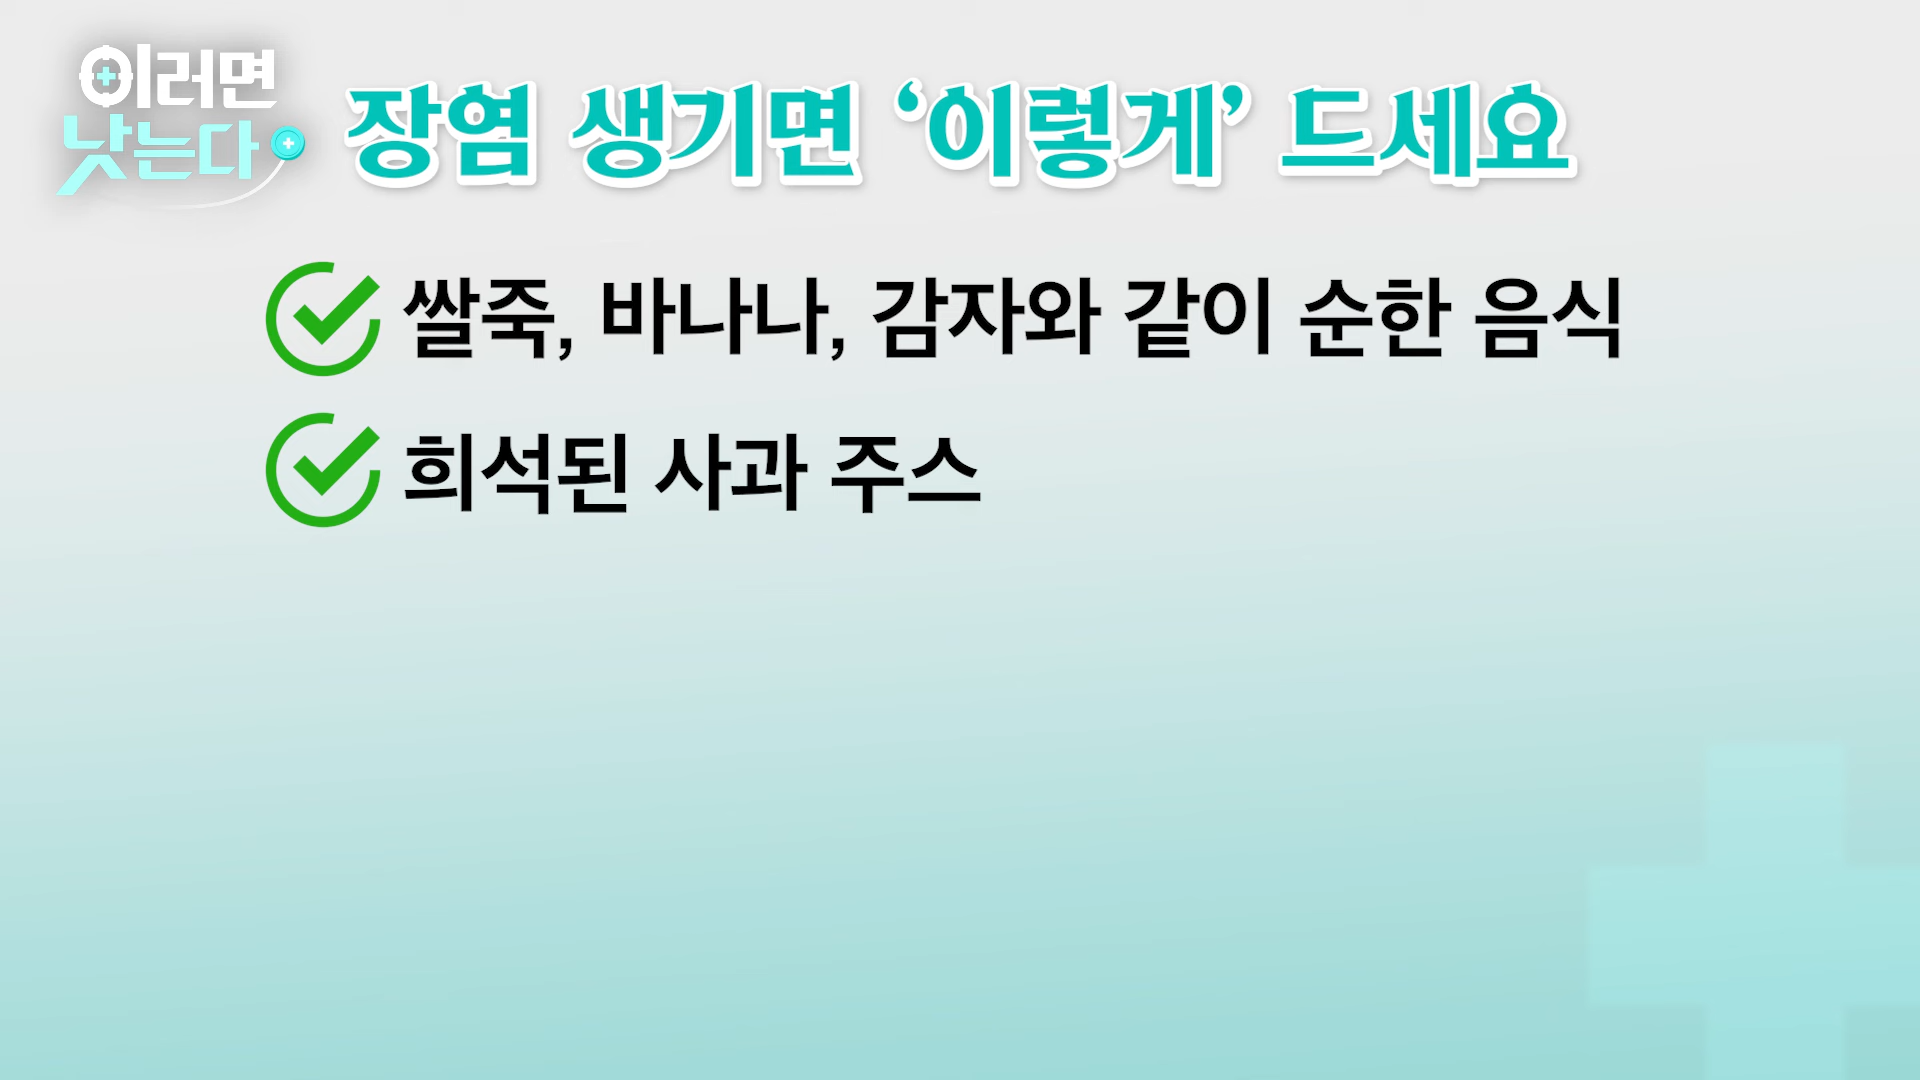 이러면
낫는다
장염 생기면 ‘이렇게’ 드세요
쌀죽, 바나나, 감자와 같이 순한 음식
희석된 사과 주스